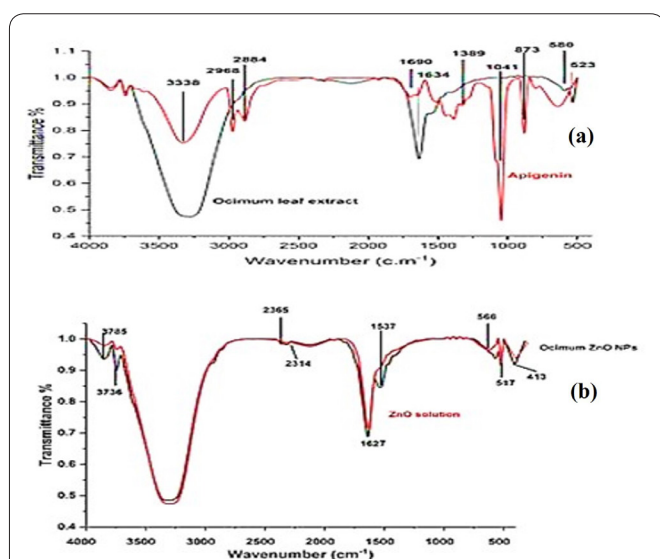 1.1
1.0
0.9
0.8
0.7
0.6
0.5
0.4
Transmittance %
3338
2968
2884
1690
1634
1389
1041
873
580
523
(a)
Ocimum leaf extract
Apigenin
4000 3500 3000 2500 2000 1500 1000 500
Wavenumber (c.m⁻¹)
1.0
0.9
0.8
0.7
0.6
0.5
0.4
Transmittance %
3785
3736
2365
2314
1537
1627
566
517
413
Ocimum ZnO NPs
(b)
ZnO solution
4000 3500 3000 2500 2000 1500 1000 500
Wavenumber (cm⁻¹)